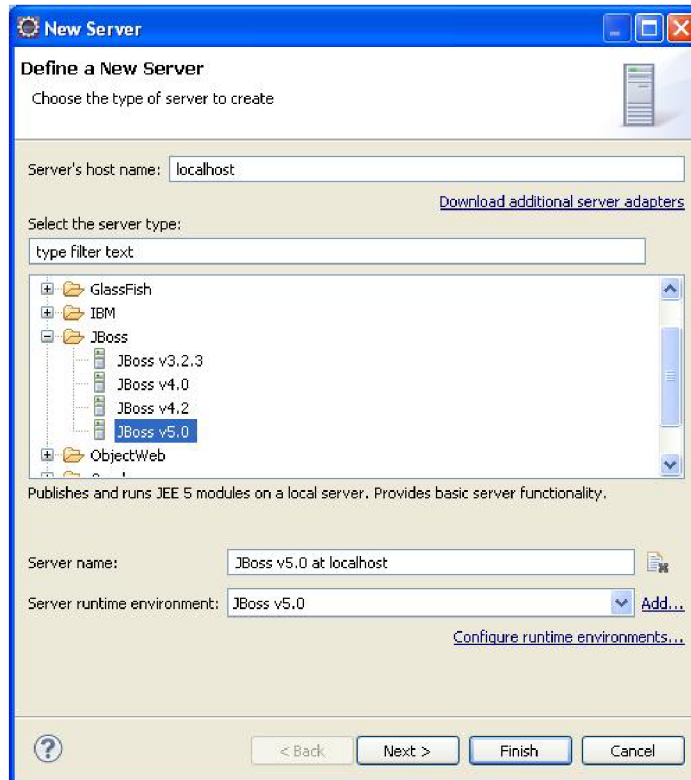 New Server
Define a New Server
Choose the type of server to create
Server's host name: localhost
Download additional server adapters
Select the server type:
type filter text
GlassFish
IBM
JBoss
JBoss v3.2.3
JBoss v4.0
JBoss v4.2
JBoss v5.0
ObjectWeb
Publishes and runs JEE 5 modules on a local server. Provides basic server functionality.
Server name: JBoss v5.0 at localhost
Server runtime environment: JBoss v5.0 Add...
Configure runtime environments...
? < Back Next > Finish Cancel